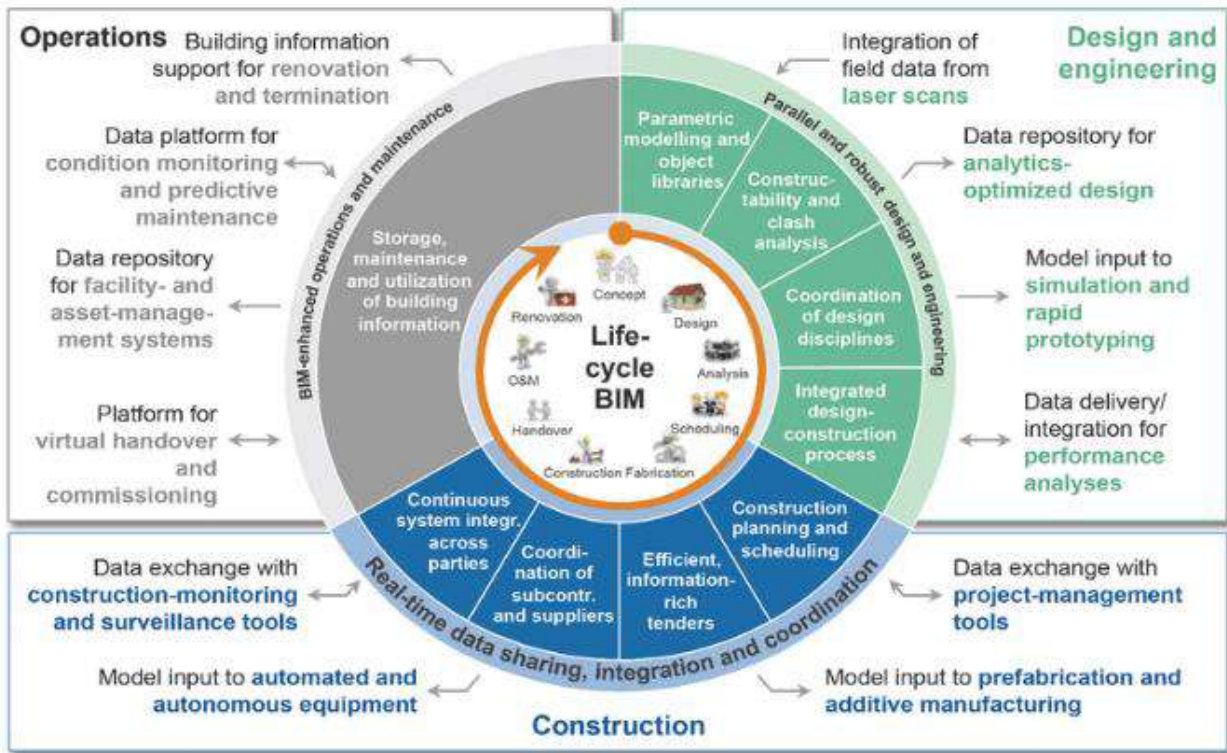 Operations
Building information
support for renovation
and termination
Data platform for
condition monitoring
and predictive
maintenance
Data repository
for facility- and
asset-manage-
ment systems
Platform for
virtual handover
and
commissioning
BIM-enhanced operations and maintenance
Storage,
maintenance
and utilization
of building
information
Design and
engineering
Integration of
field data from
laser scans
Data repository for
analytics-
optimized design
Model input to
simulation and
rapid
prototyping
Data delivery/
integration for
performance
analyses
Parallel and robust design and engineering
Parametric
modelling and
object
libraries
Construc-
tability and
clash
analysis
Coordination
of design
disciplines
Integrated
design-
construction
process
Life-
cycle
BIM
Concept
Design
Analysis
Scheduling
Fabrication
Construction
Handover
O&M
Renovation
Construction
planning and
scheduling
Efficient,
information-
rich
tenders
Coordi-
nation of
subcontr.
and suppliers
Continuous
system integr.
across
parties
Real-time data sharing, integration and coordination
Data exchange with
construction-monitoring
and surveillance tools
Model input to automated and
autonomous equipment
Data exchange with
project-management
tools
Model input to prefabrication and
additive manufacturing
Construction